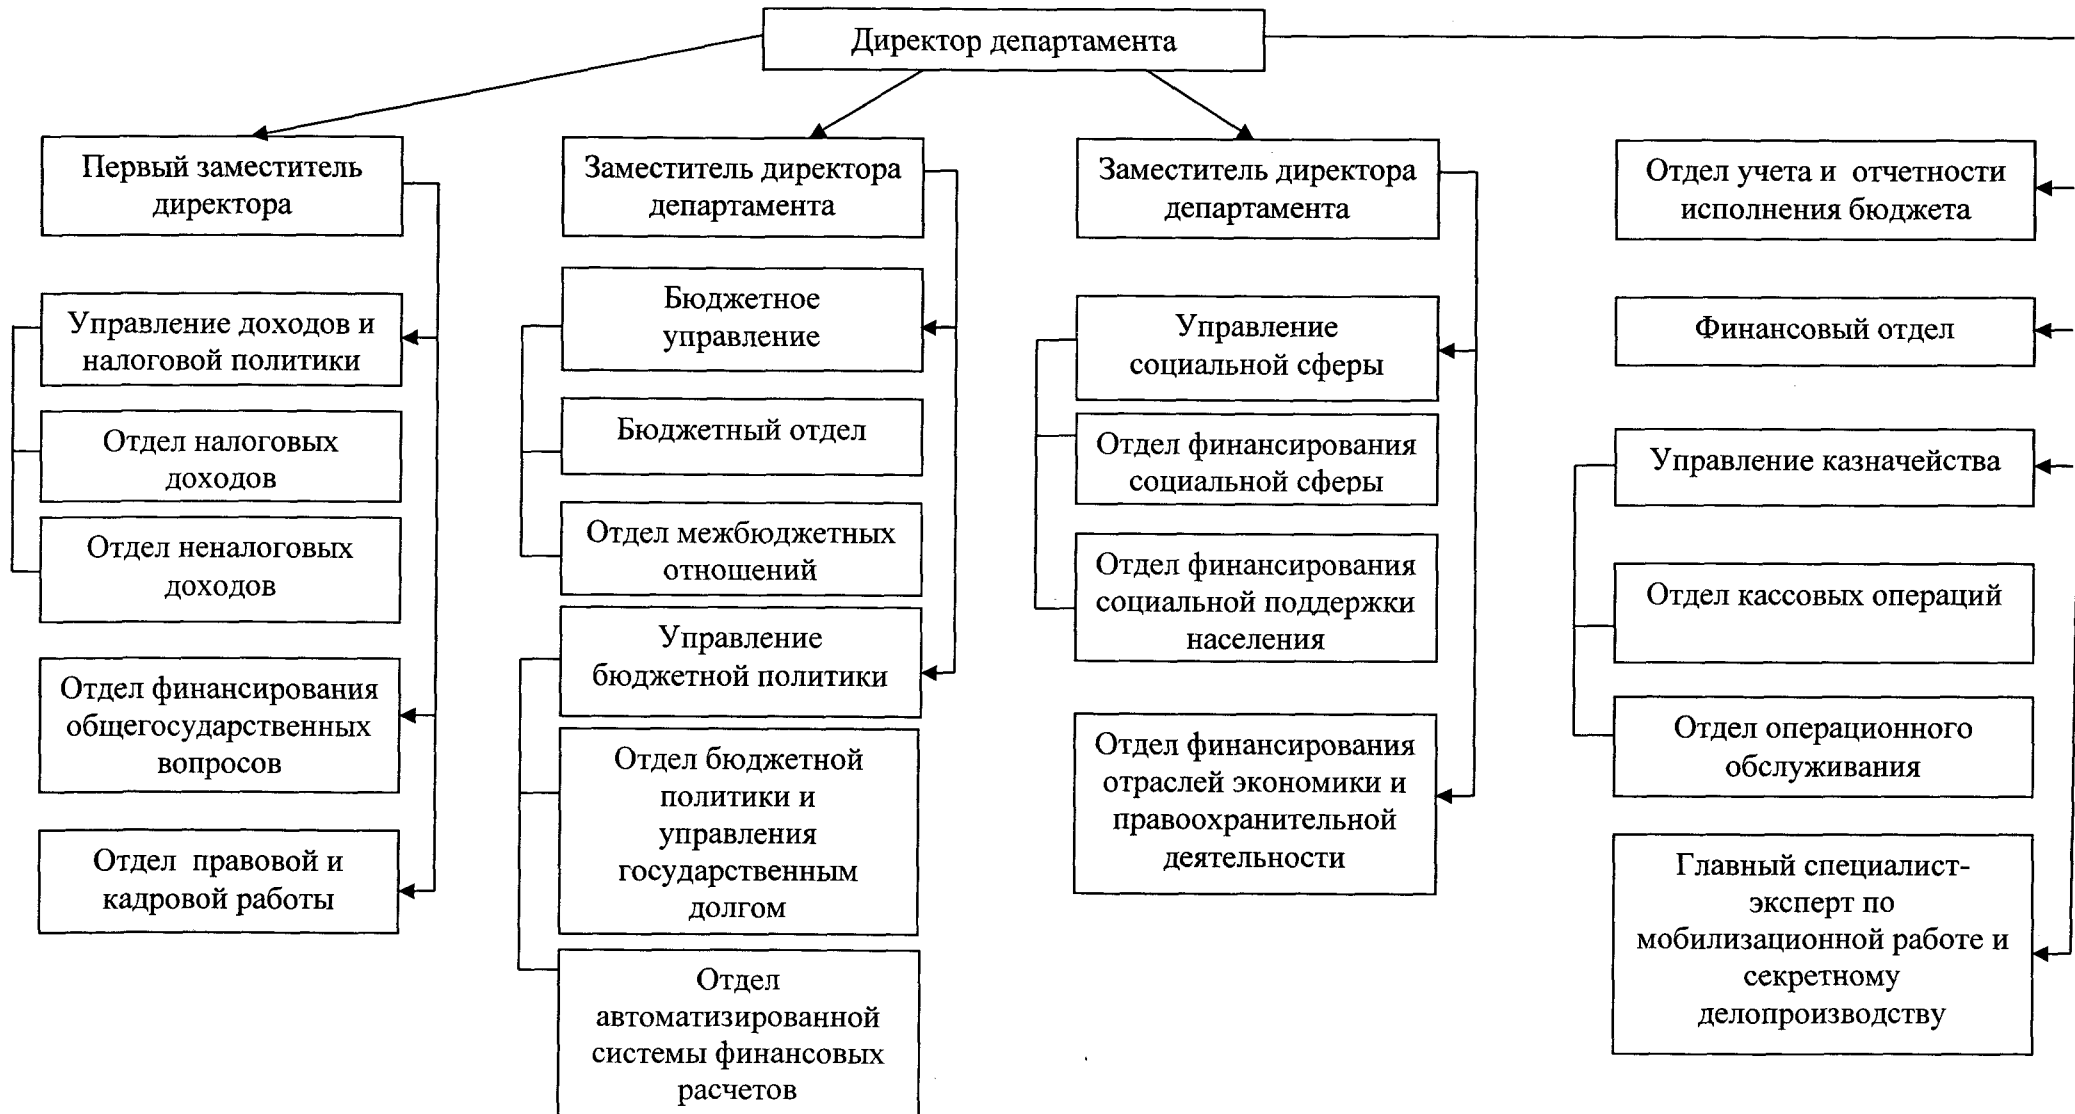 Директор департамента
Первый заместитель
директора
Управление доходов и
налоговой политики
Отдел налоговых
доходов
Отдел неналоговых
доходов
Отдел финансирования
общегосударственных
вопросов
Отдел правовой и
кадровой работы
Заместитель директора
департамента
Бюджетное
управление
Бюджетный отдел
Отдел межбюджетных
отношений
Управление
бюджетной политики
Отдел бюджетной
политики и
управления
государственным
долгом
Отдел
автоматизированной
системы финансовых
расчетов
Заместитель директора
департамента
Управление
социальной сферы
Отдел финансирования
социальной сферы
Отдел финансирования
социальной поддержки
населения
Отдел финансирования
отраслей экономики и
правоохранительной
деятельности
Отдел учета и отчетности
исполнения бюджета
Финансовый отдел
Управление казначейства
Отдел кассовых операций
Отдел операционного
обслуживания
Главный специалист-
эксперт по
мобилизационной работе и
секретному
делопроизводству